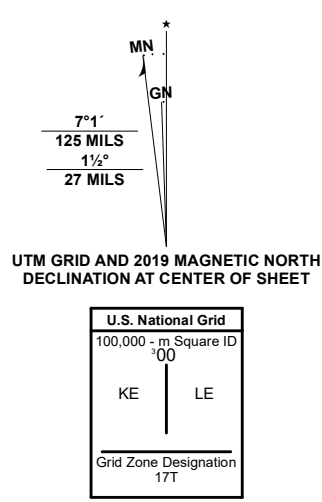 MN
GN
7°1´
125 MILS
1½°
27 MILS
UTM GRID AND 2019 MAGNETIC NORTH
DECLINATION AT CENTER OF SHEET
U.S. National Grid
100,000 - m Square ID
³00
KE LE
Grid Zone Designation
17T